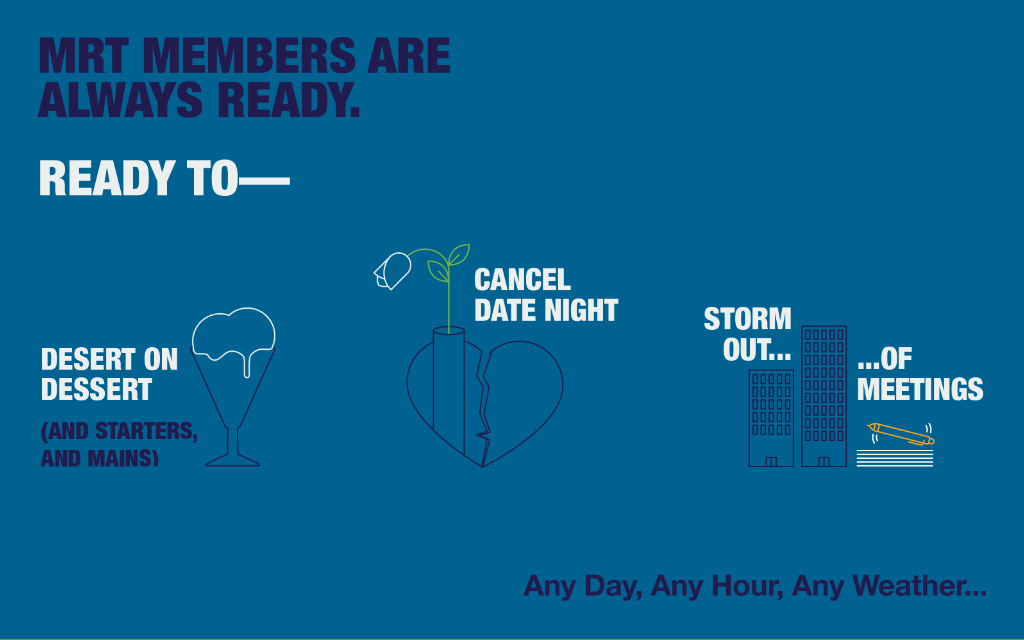 MRT MEMBERS ARE
ALWAYS READY.
READY TO—
DESERT ON
DESSERT
(AND STARTERS,
AND MAINS)
CANCEL
DATE NIGHT
STORM
OUT...
...OF
MEETINGS
Any Day, Any Hour, Any Weather...